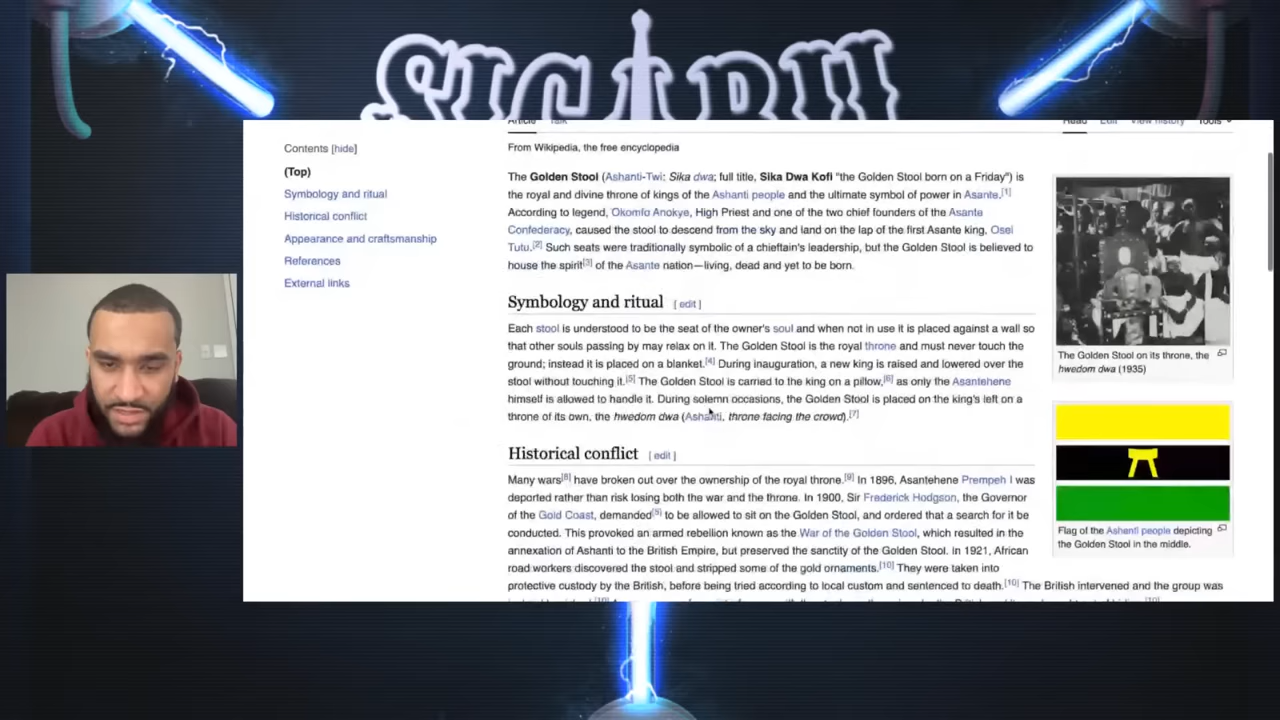 SICARII
Article Talk Read Edit View history Tools
From Wikipedia, the free encyclopedia
Contents [hide]
(Top)
Symbology and ritual
Historical conflict
Appearance and craftsmanship
References
External links
The Golden Stool (Ashanti-Twi: Sika dwa; full title, Sika Dwa Kofi "the Golden Stool born on a Friday") is
the royal and divine throne of kings of the Ashanti people and the ultimate symbol of power in Asante.[1]
According to legend, Okomfo Anokye, High Priest and one of the two chief founders of the Asante
Confederacy, caused the stool to descend from the sky and land on the lap of the first Asante king, Osei
Tutu.[2] Such seats were traditionally symbolic of a chieftain's leadership, but the Golden Stool is believed to
house the spirit[3] of the Asante nation—living, dead and yet to be born.
Symbology and ritual [ edit ]
Each stool is understood to be the seat of the owner's soul and when not in use it is placed against a wall so
that other souls passing by may relax on it. The Golden Stool is the royal throne and must never touch the
ground; instead it is placed on a blanket.[4] During inauguration, a new king is raised and lowered over the
stool without touching it.[5] The Golden Stool is carried to the king on a pillow,[6] as only the Asantehene
himself is allowed to handle it. During solemn occasions, the Golden Stool is placed on the king's left on a
throne of its own, the hwedom dwa (Ashanti, throne facing the crowd).[7]
Historical conflict [ edit ]
Many wars[8] have broken out over the ownership of the royal throne.[9] In 1896, Asantehene Prempeh I was
deported rather than risk losing both the war and the throne. In 1900, Sir Frederick Hodgson, the Governor
of the Gold Coast, demanded[5] to be allowed to sit on the Golden Stool, and ordered that a search for it be
conducted. This provoked an armed rebellion known as the War of the Golden Stool, which resulted in the
annexation of Ashanti to the British Empire, but preserved the sanctity of the Golden Stool. In 1921, African
road workers discovered the stool and stripped some of the gold ornaments.[10] They were taken into
protective custody by the British, before being tried according to local custom and sentenced to death.[10] The British intervened and the group was
The Golden Stool on its throne, the
hwedom dwa (1935)
Flag of the Ashanti people depicting
the Golden Stool in the middle.